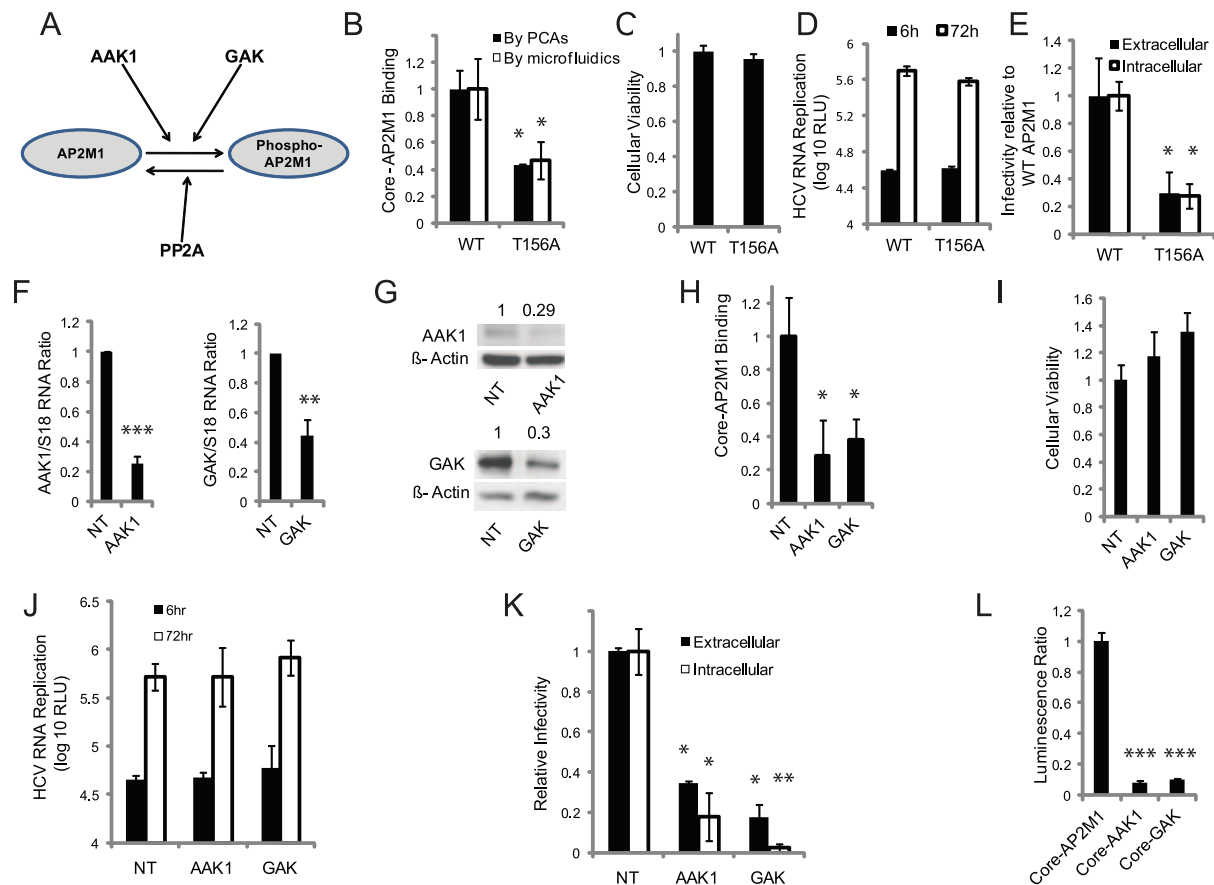 A
AAK1
GAK
AP2M1
Phospho-
AP2M1
PP2A
B
Core-AP2M1 Binding
1.4
1.2
1
0.8
0.6
0.4
0.2
0
By PCAs
By microfluidics
*
*
WT
T156A
C
Cellular Viability
1.2
1
0.8
0.6
0.4
0.2
0
WT
T156A
D
6h
72h
HCV RNA Replication
(log 10 RLU)
6
5.6
5.2
4.8
4.4
4
WT
T156A
E
Infectivity relative to
WT AP2M1
1.4
1.2
1
0.8
0.6
0.4
0.2
0
Extracellular
Intracellular
*
*
WT
T156A
F
AAK1/S18 RNA Ratio
1.2
1
0.8
0.6
0.4
0.2
0
***
NT
AAK1
GAK/S18 RNA Ratio
1.2
1
0.8
0.6
0.4
0.2
0
**
NT
GAK
G
1
0.29
AAK1
ß- Actin
NT
AAK1
1
0.3
GAK
ß- Actin
NT
GAK
H
Core-AP2M1 Binding
1.4
1.2
1
0.8
0.6
0.4
0.2
0
*
*
NT
AAK1
GAK
I
Cellular Viability
1.6
1.4
1.2
1
0.8
0.6
0.4
0.2
0
NT
AAK1
GAK
J
HCV RNA Replication
(log 10 RLU)
6.5
6
5.5
5
4.5
4
6hr
72hr
NT
AAK1
GAK
K
Relative Infectivity
1.2
1
0.8
0.6
0.4
0.2
0
Extracellular
Intracellular
*
*
*
**
NT
AAK1
GAK
L
Luminescence Ratio
1.2
1
0.8
0.6
0.4
0.2
0
***
***
Core-AP2M1
Core-AAK1
Core-GAK